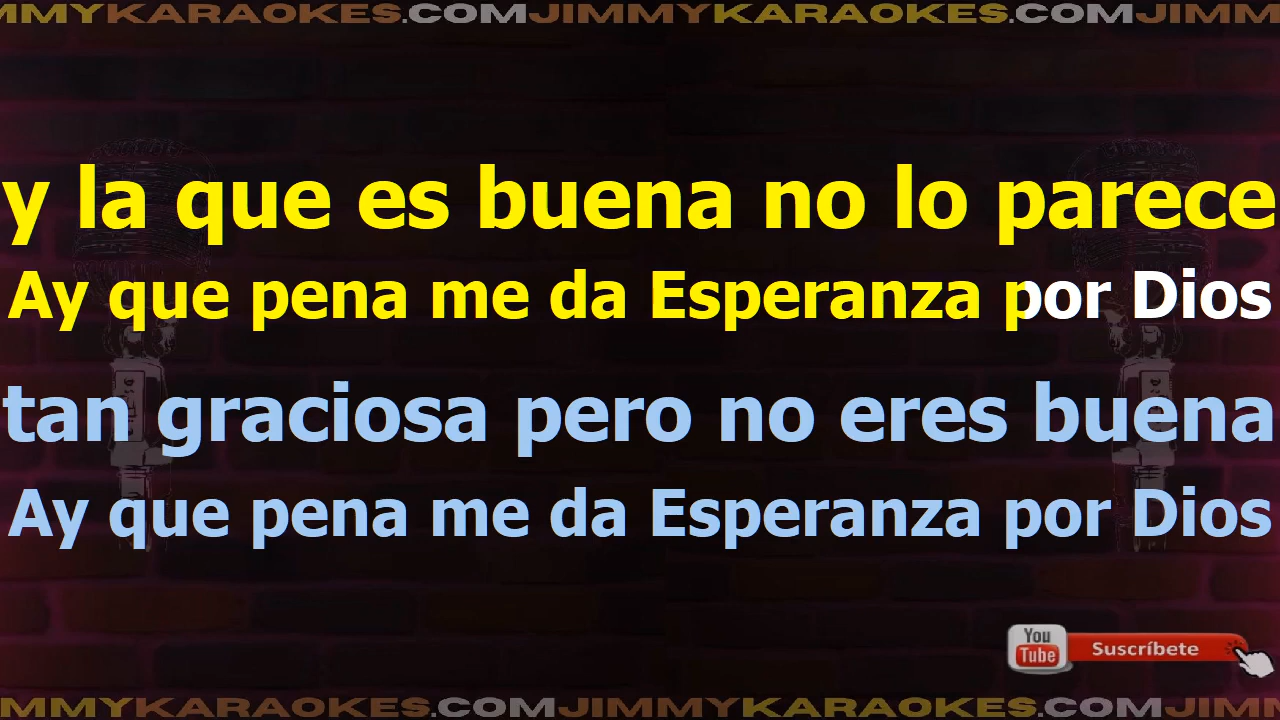 MMYKARAOKES.COMJIMMYKARAOKES.COMJIMM
y la que es buena no lo parece
Ay que pena me da Esperanza por Dios
tan graciosa pero no eres buena
Ay que pena me da Esperanza por Dios
You
Tube
Suscríbete
MMYKARAOKES.COMJIMMYKARAOKES.COMJIMM